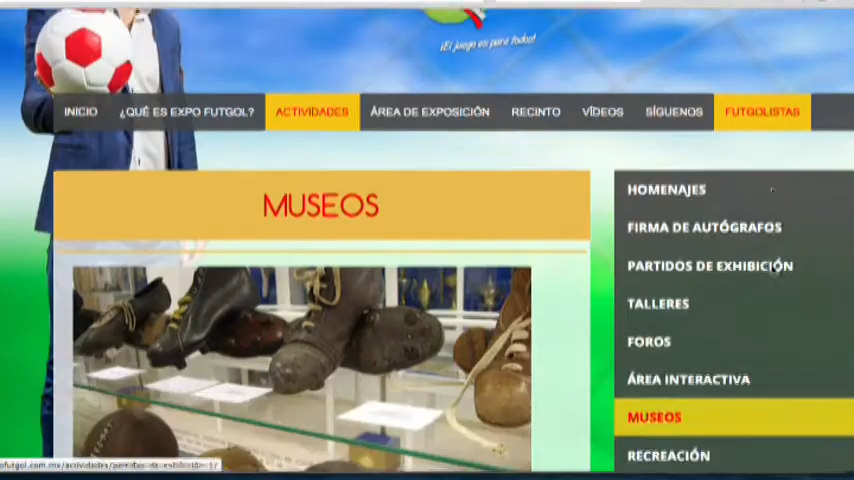 ¡El juego es para todos!
INICIO ¿QUÉ ES EXPO FUTGOL? ACTIVIDADES ÁREA DE EXPOSICIÓN RECINTO VÍDEOS SÍGUENOS FUTGOLISTAS
MUSEOS
HOMENAJES
FIRMA DE AUTÓGRAFOS
PARTIDOS DE EXHIBICIÓN
TALLERES
FOROS
ÁREA INTERACTIVA
MUSEOS
RECREACIÓN